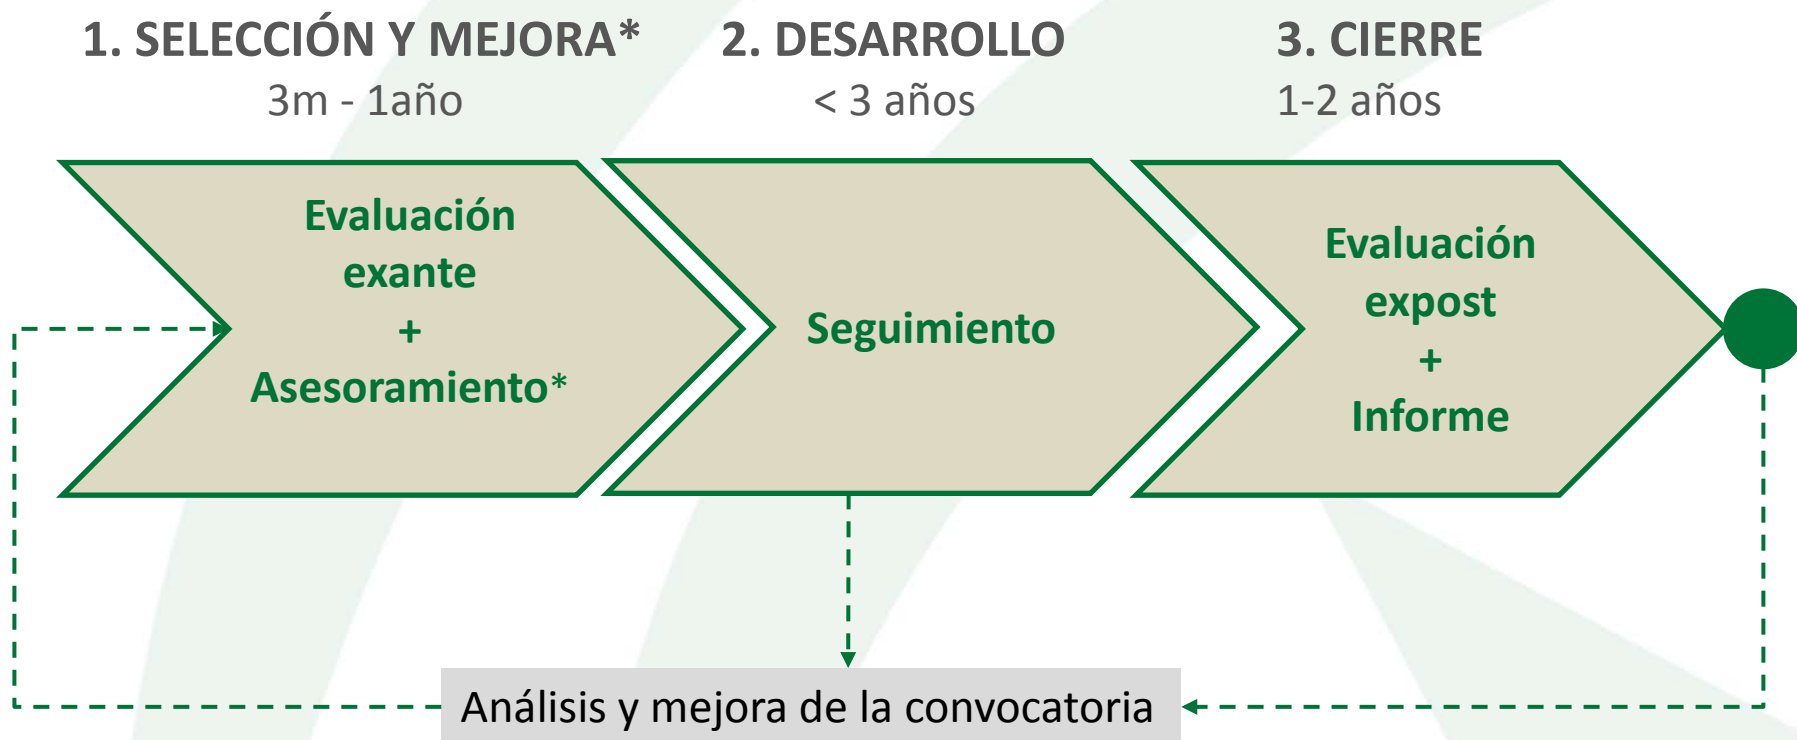 1. SELECCIÓN Y MEJORA*
3m - 1año
2. DESARROLLO
< 3 años
3. CIERRE
1-2 años
Evaluación
exante
+
Asesoramiento*
Seguimiento
Evaluación
expost
+
Informe
Análisis y mejora de la convocatoria